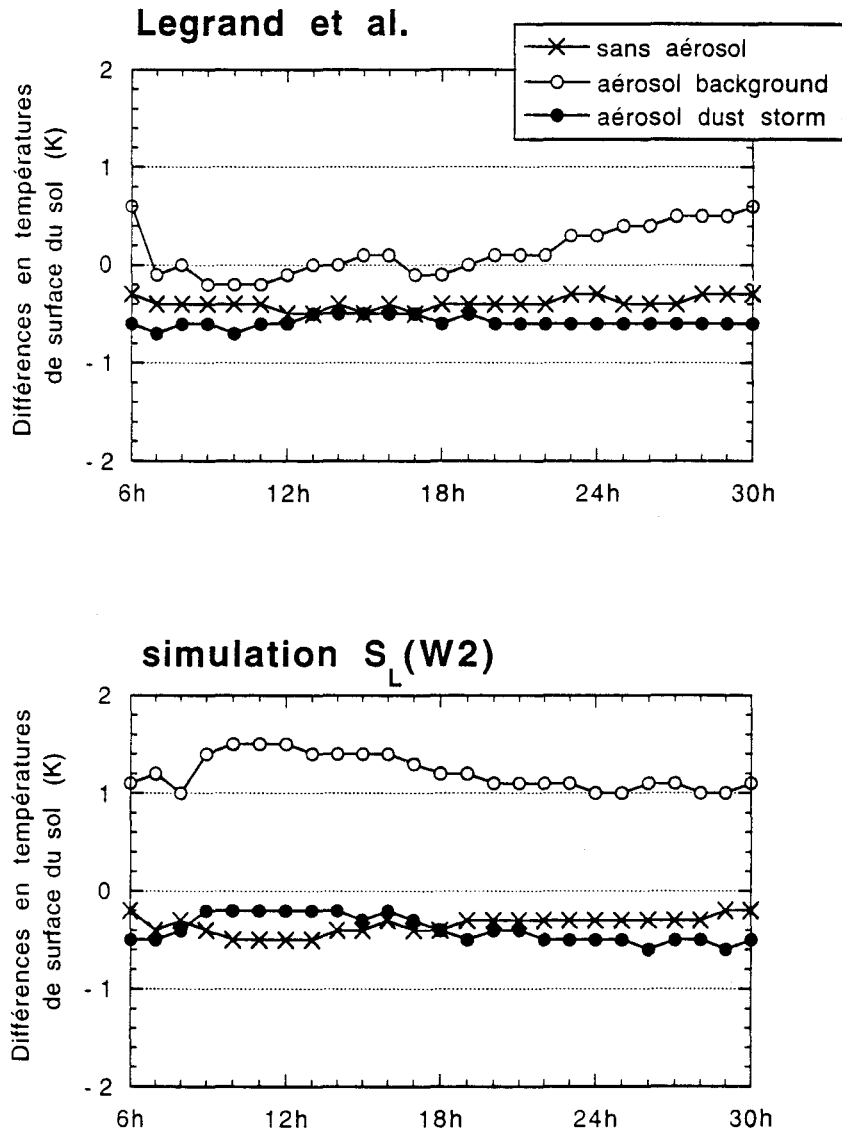 Legrand et al.
sans aérosol
aérosol background
aérosol dust storm
Différences en températures
de surface du sol (K)
2
1
0
- 1
- 2
6h 12h 18h 24h 30h
simulation S_L(W2)
Différences en températures
de surface du sol (K)
2
1
0
- 1
- 2
6h 12h 18h 24h 30h